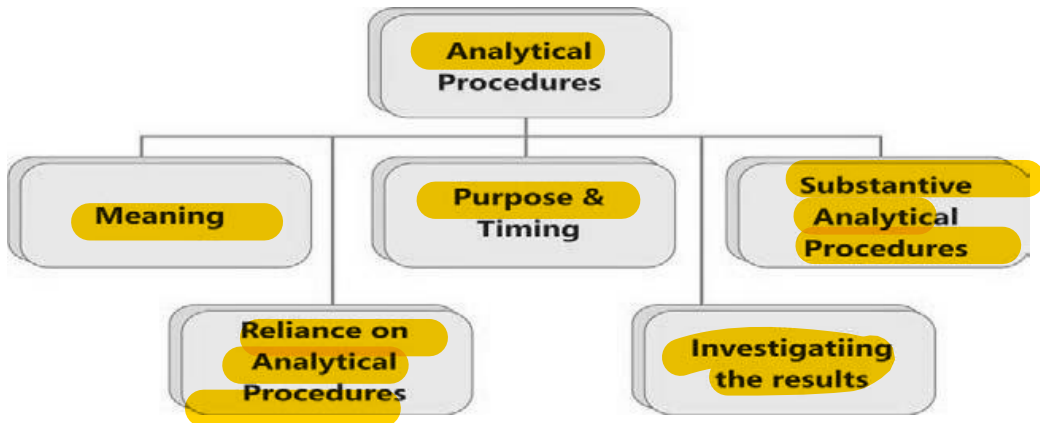 Analytical
Procedures
Meaning
Purpose &
Timing
Substantive
Analytical
Procedures
Reliance on
Analytical
Procedures
Investigatiing
the results